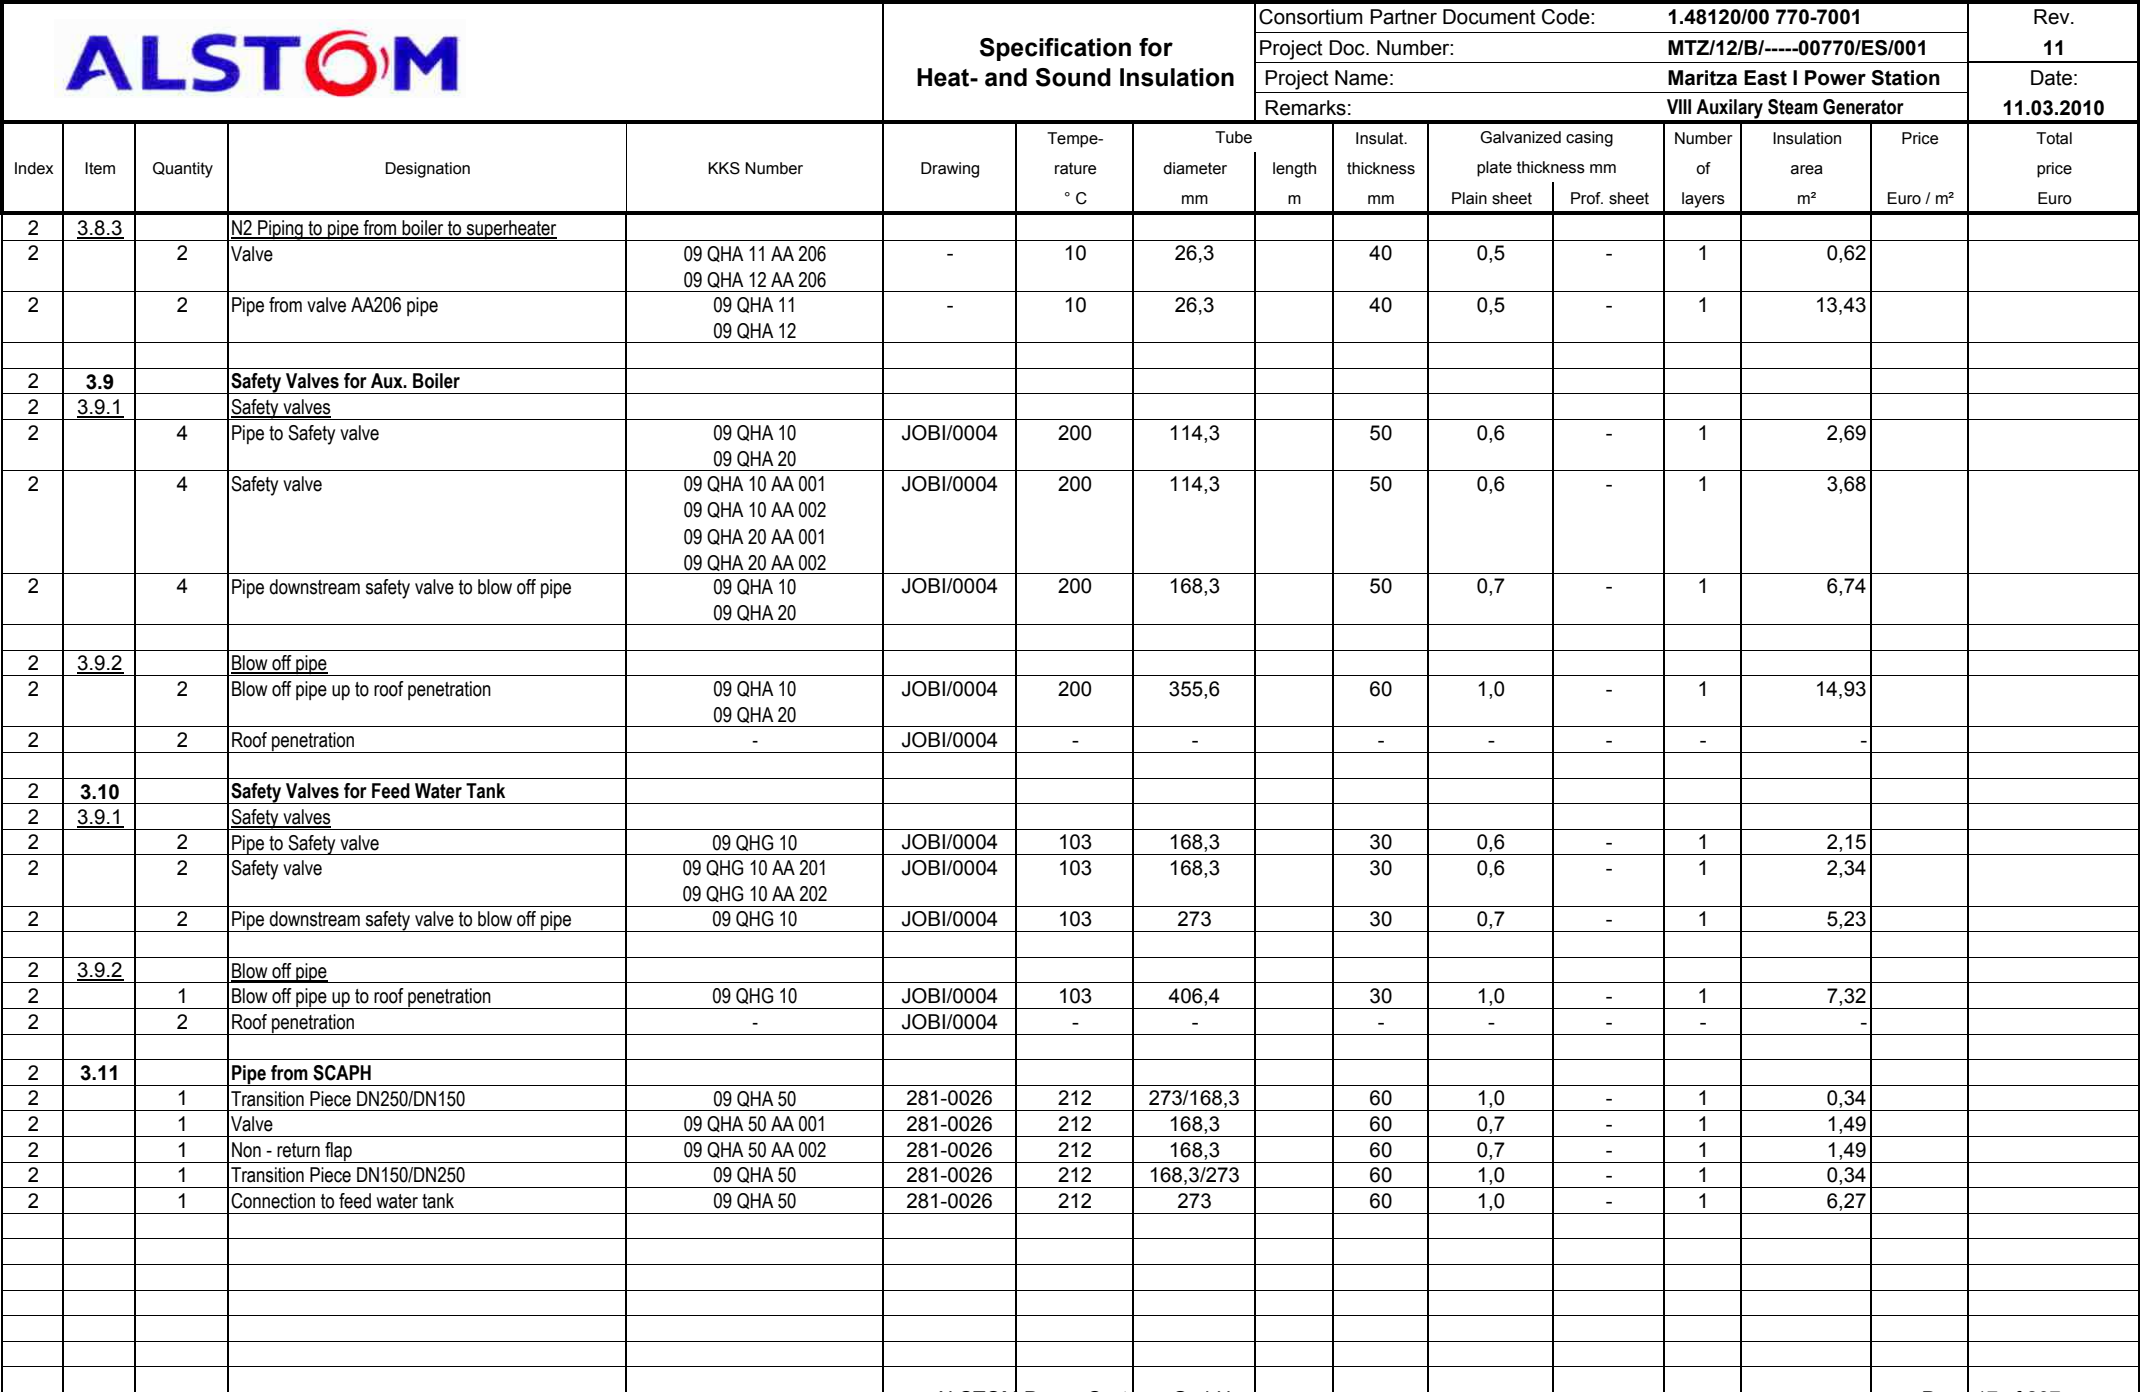 ALSTOM
Specification for
Heat- and Sound Insulation
Consortium Partner Document Code: 1.48120/00 770-7001
Project Doc. Number: MTZ/12/B/-----00770/ES/001
Project Name: Maritza East I Power Station
Remarks: VIII Auxilary Steam Generator
Rev.
11
Date:
11.03.2010
Index Item Quantity Designation KKS Number Drawing Tempe-rature ° C Tube diameter mm length m Insulat. thickness mm Galvanized casing plate thickness mm Plain sheet Prof. sheet Number of layers Insulation area m² Price Euro / m² Total price Euro
2 3.8.3 N2 Piping to pipe from boiler to superheater
2 2 Valve 09 QHA 11 AA 206 - 10 26,3 40 0,5 - 1 0,62
09 QHA 12 AA 206
2 2 Pipe from valve AA206 pipe 09 QHA 11 - 10 26,3 40 0,5 - 1 13,43
09 QHA 12
2 3.9 Safety Valves for Aux. Boiler
2 3.9.1 Safety valves
2 4 Pipe to Safety valve 09 QHA 10 JOBI/0004 200 114,3 50 0,6 - 1 2,69
09 QHA 20
2 4 Safety valve 09 QHA 10 AA 001 JOBI/0004 200 114,3 50 0,6 - 1 3,68
09 QHA 10 AA 002
09 QHA 20 AA 001
09 QHA 20 AA 002
2 4 Pipe downstream safety valve to blow off pipe 09 QHA 10 JOBI/0004 200 168,3 50 0,7 - 1 6,74
09 QHA 20
2 3.9.2 Blow off pipe
2 2 Blow off pipe up to roof penetration 09 QHA 10 JOBI/0004 200 355,6 60 1,0 - 1 14,93
09 QHA 20
2 2 Roof penetration - JOBI/0004 - - - - - - -
2 3.10 Safety Valves for Feed Water Tank
2 3.9.1 Safety valves
2 2 Pipe to Safety valve 09 QHG 10 JOBI/0004 103 168,3 30 0,6 - 1 2,15
2 2 Safety valve 09 QHG 10 AA 201 JOBI/0004 103 168,3 30 0,6 - 1 2,34
09 QHG 10 AA 202
2 2 Pipe downstream safety valve to blow off pipe 09 QHG 10 JOBI/0004 103 273 30 0,7 - 1 5,23
2 3.9.2 Blow off pipe
2 1 Blow off pipe up to roof penetration 09 QHG 10 JOBI/0004 103 406,4 30 1,0 - 1 7,32
2 2 Roof penetration - JOBI/0004 - - - - - - -
2 3.11 Pipe from SCAPH
2 1 Transition Piece DN250/DN150 09 QHA 50 281-0026 212 273/168,3 60 1,0 - 1 0,34
2 1 Valve 09 QHA 50 AA 001 281-0026 212 168,3 60 0,7 - 1 1,49
2 1 Non - return flap 09 QHA 50 AA 002 281-0026 212 168,3 60 0,7 - 1 1,49
2 1 Transition Piece DN150/DN250 09 QHA 50 281-0026 212 168,3/273 60 1,0 - 1 0,34
2 1 Connection to feed water tank 09 QHA 50 281-0026 212 273 60 1,0 - 1 6,27